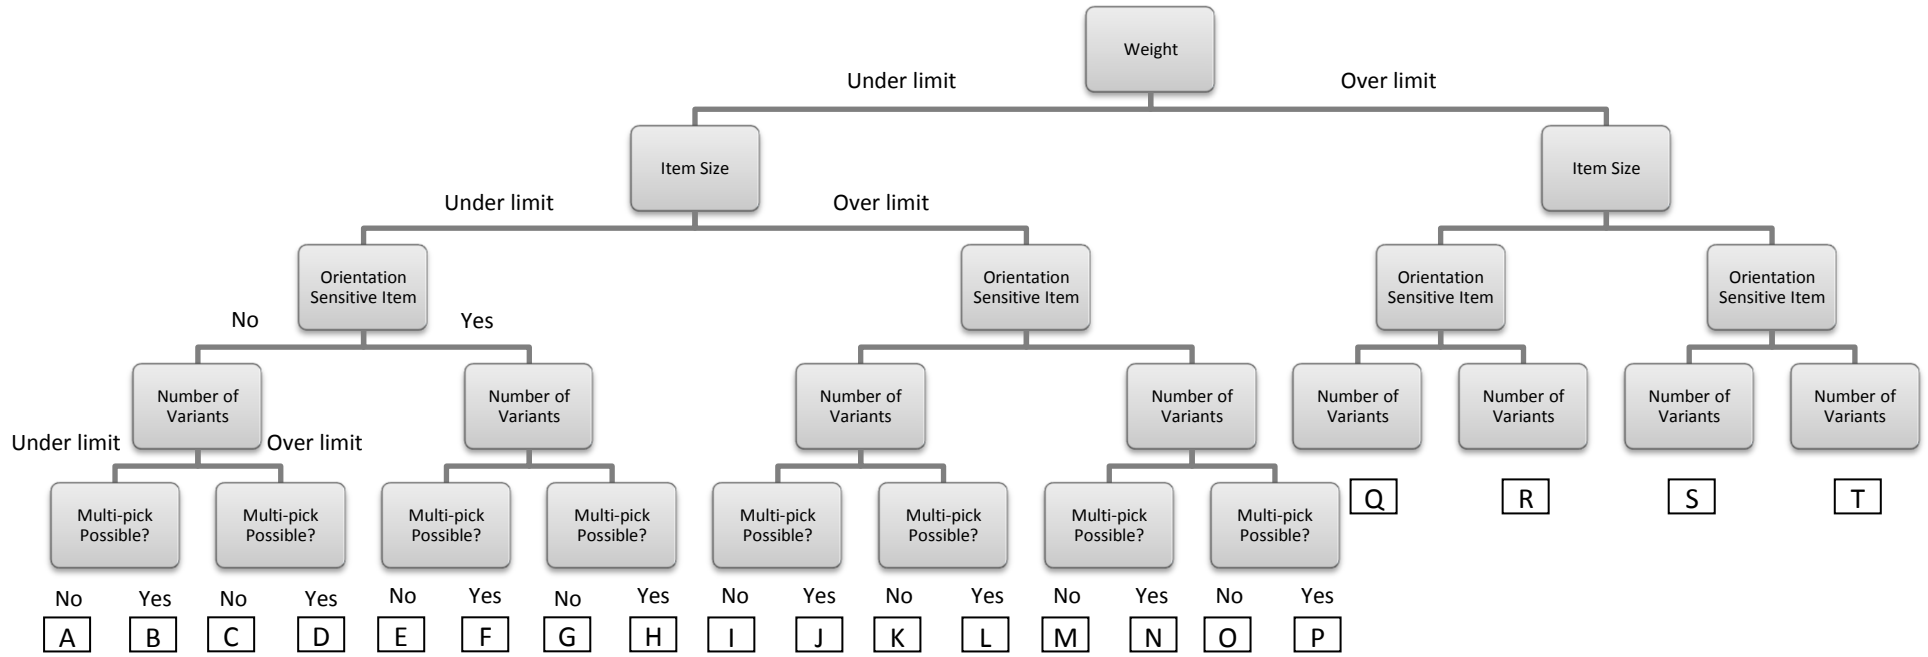 Weight
Under limit
Over limit
Item Size
Item Size
Under limit
Over limit
Orientation
Sensitive Item
Orientation
Sensitive Item
Orientation
Sensitive Item
Orientation
Sensitive Item
No
Yes
Number of
Variants
Number of
Variants
Number of
Variants
Number of
Variants
Number of
Variants
Number of
Variants
Number of
Variants
Number of
Variants
Under limit
Over limit
Multi-pick
Possible?
Multi-pick
Possible?
Multi-pick
Possible?
Multi-pick
Possible?
Multi-pick
Possible?
Multi-pick
Possible?
Multi-pick
Possible?
Multi-pick
Possible?
Q
R
S
T
No
Yes
No
Yes
No
Yes
No
Yes
No
Yes
No
Yes
No
Yes
No
Yes
A
B
C
D
E
F
G
H
I
J
K
L
M
N
O
P